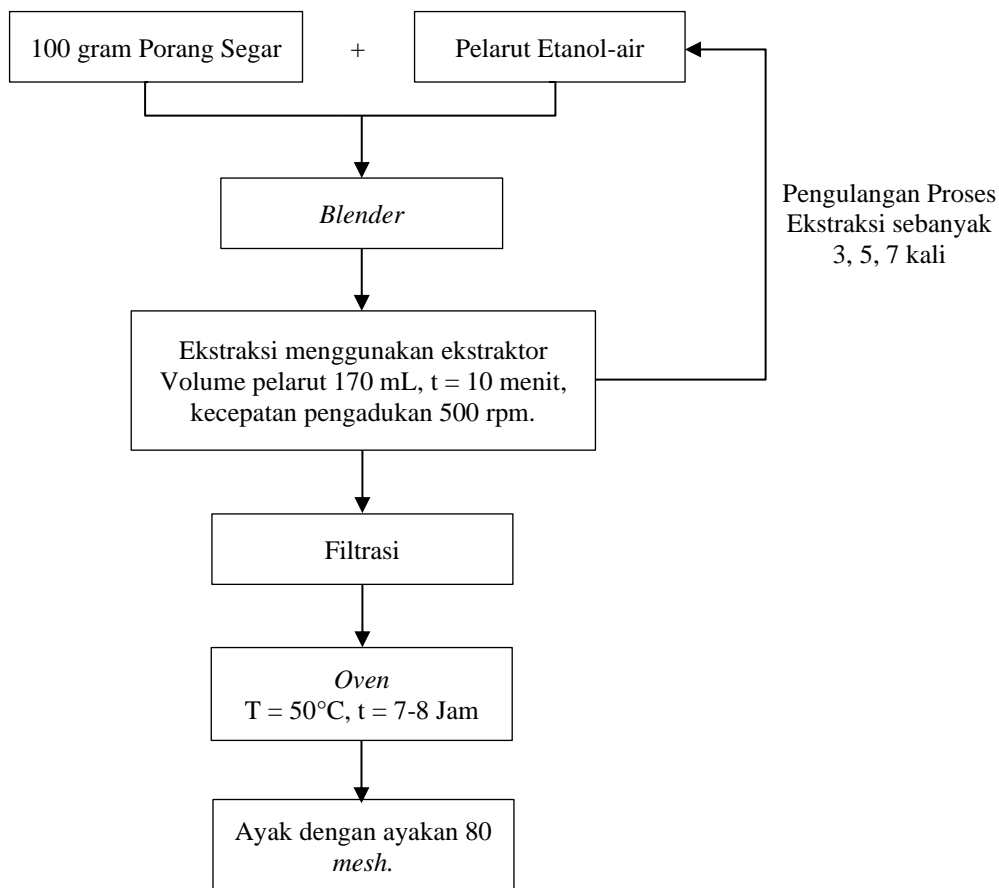 100 gram Porang Segar
+
Pelarut Etanol-air
Blender
Pengulangan Proses
Ekstraksi sebanyak
3, 5, 7 kali
Ekstraksi menggunakan ekstraktor
Volume pelarut 170 mL, t = 10 menit,
kecepatan pengadukan 500 rpm.
Filtrasi
Oven
T = 50°C, t = 7-8 Jam
Ayak dengan ayakan 80
mesh.